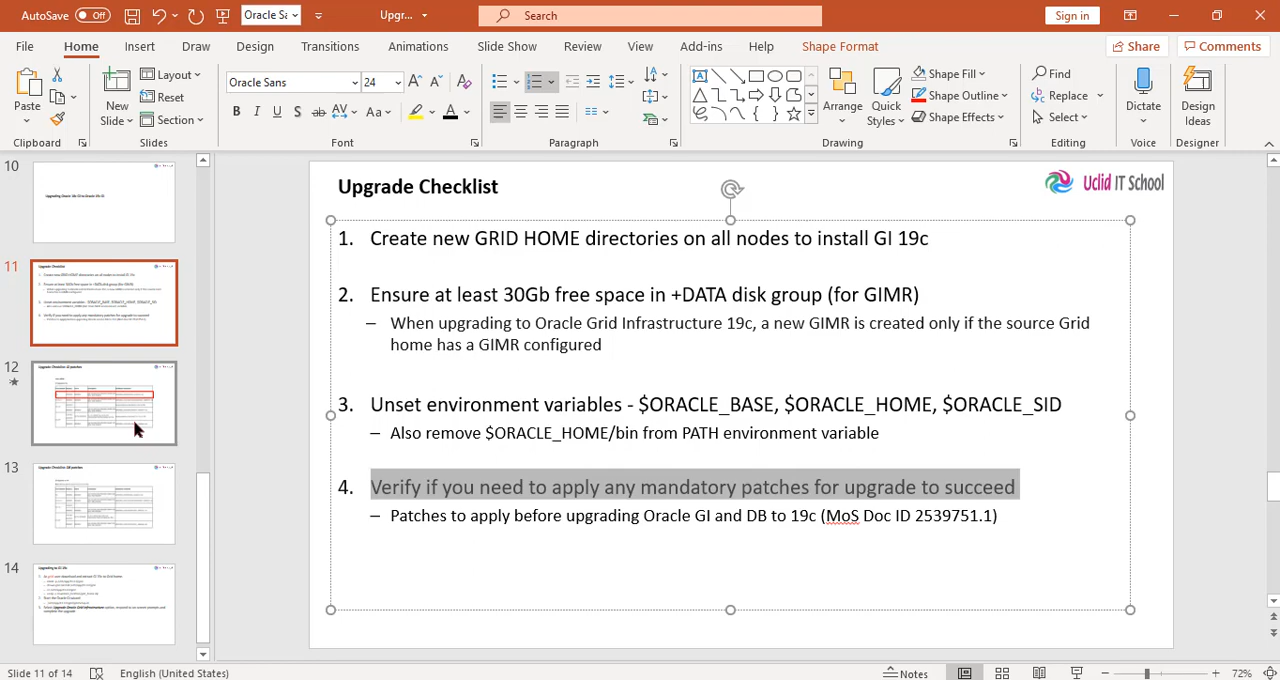 AutoSave Off Oracle Sa Upgr... Search Sign in
File Home Insert Draw Design Transitions Animations Slide Show Review View Add-ins Help Shape Format Share Comments
Paste New Slide Layout Reset Section Oracle Sans 24 Arrange Quick Styles Shape Fill Shape Outline Shape Effects Find Replace Select Dictate Design Ideas
Clipboard Slides Font Paragraph Drawing Editing Voice Designer
10
11
Upgrade Checklist
12
13
14
Upgrade Checklist
Uclid IT School
1. Create new GRID HOME directories on all nodes to install GI 19c
2. Ensure at least 30Gb free space in +DATA disk group (for GIMR)
– When upgrading to Oracle Grid Infrastructure 19c, a new GIMR is created only if the source Grid
home has a GIMR configured
3. Unset environment variables - $ORACLE_BASE, $ORACLE_HOME, $ORACLE_SID
– Also remove $ORACLE_HOME/bin from PATH environment variable
4. Verify if you need to apply any mandatory patches for upgrade to succeed
– Patches to apply before upgrading Oracle GI and DB to 19c (MoS Doc ID 2539751.1)
Slide 11 of 14 English (United States) Notes 72%